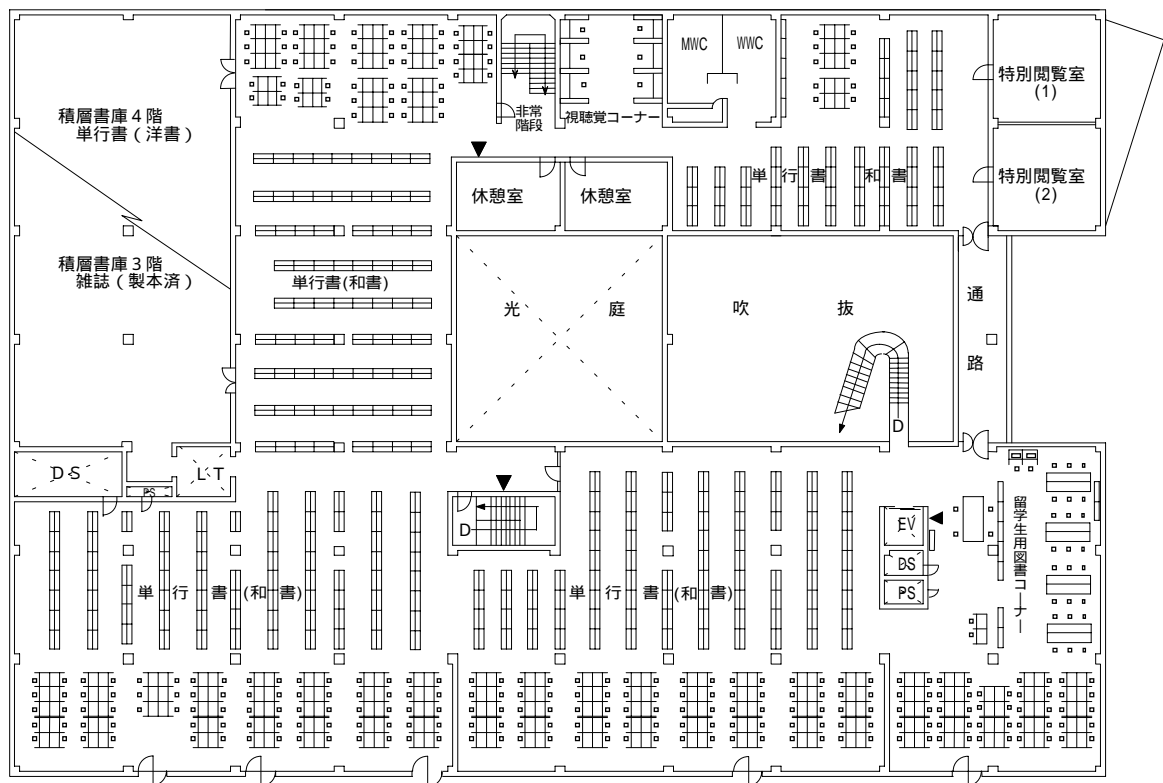 MWC
WWC
積層書庫4階
単行書(洋書)
非常
階段
視聴覚コーナー
特別閲覧室
(1)
休憩室
休憩室
単行書 和書
特別閲覧室
(2)
積層書庫3階
雑誌(製本済)
単行書(和書)
光庭
吹抜
通路
D
DS
LT
PS
D
EV
DS
PS
留学生用図書コーナー
単行書(和書)
単行書(和書)